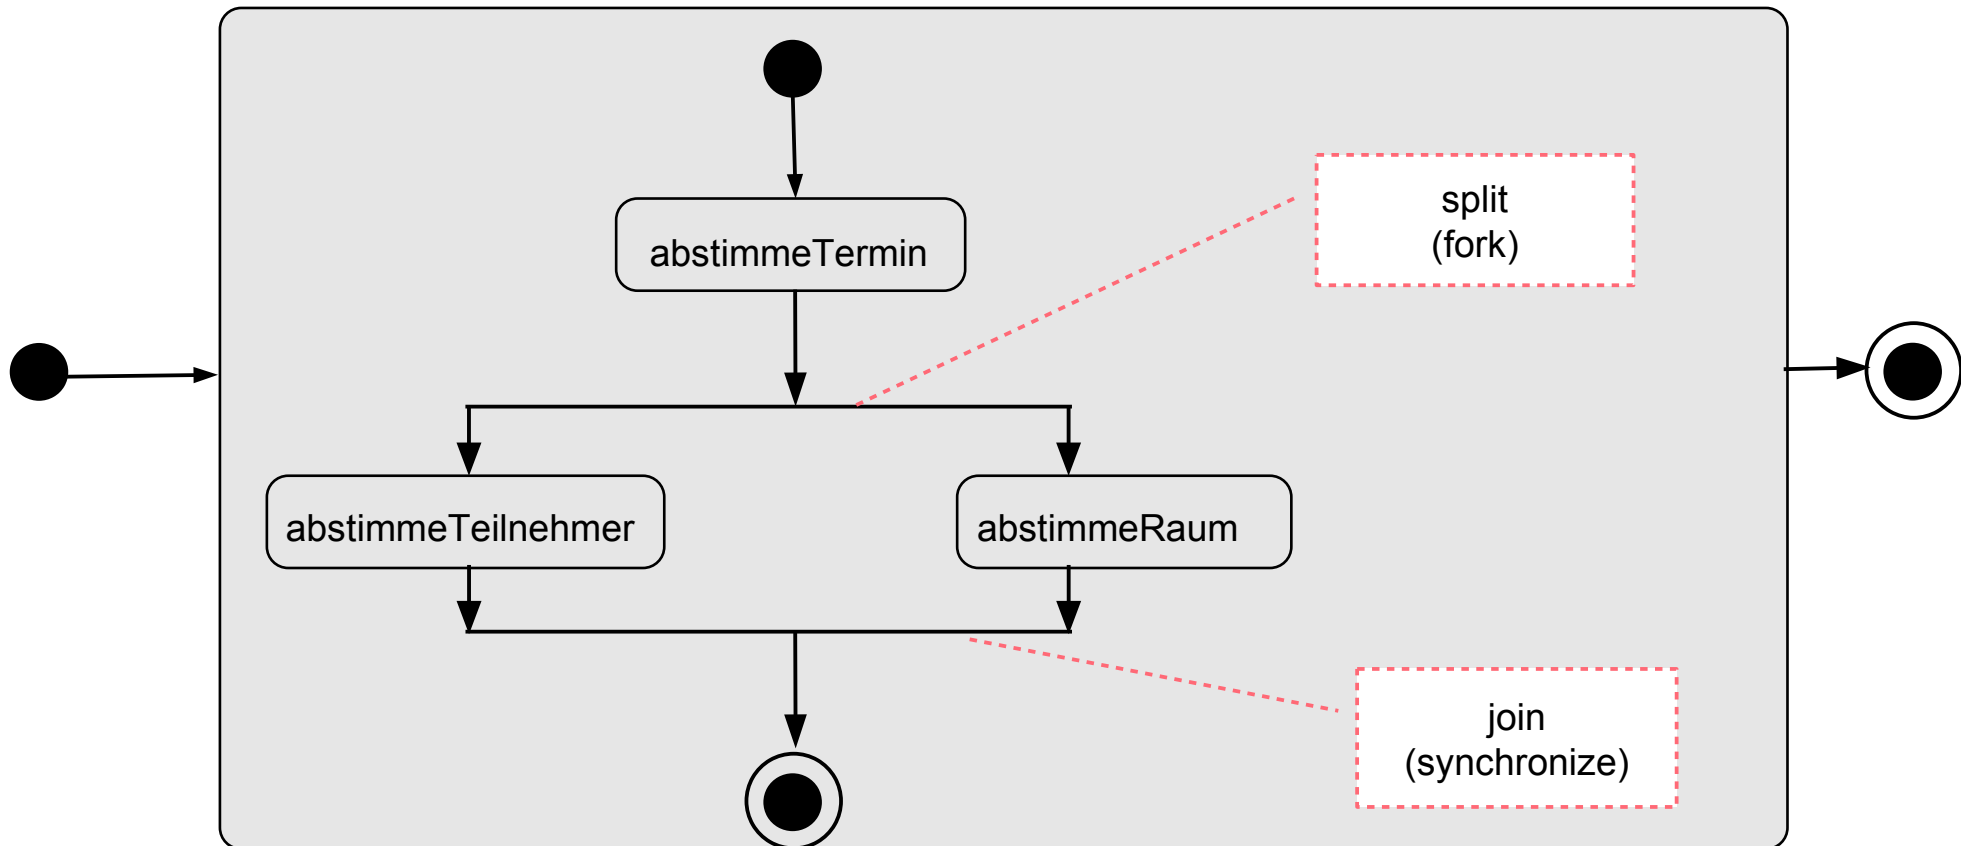 abstimmeTermin
split
(fork)
abstimmeTeilnehmer
abstimmeRaum
join
(synchronize)